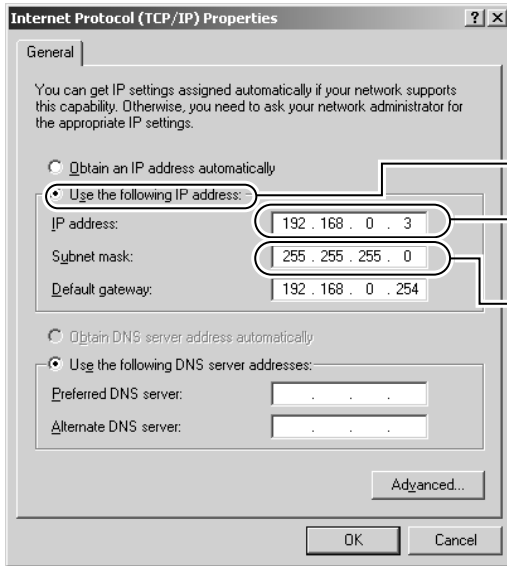 Internet Protocol (TCP/IP) Properties
General
You can get IP settings assigned automatically if your network supports
this capability. Otherwise, you need to ask your network administrator for
the appropriate IP settings.
Obtain an IP address automatically
Use the following IP address:
IP address: 192 . 168 . 0 . 3
Subnet mask: 255 . 255 . 255 . 0
Default gateway: 192 . 168 . 0 . 254
Obtain DNS server address automatically
Use the following DNS server addresses:
Preferred DNS server: . . .
Alternate DNS server: . . .
Advanced...
OK Cancel